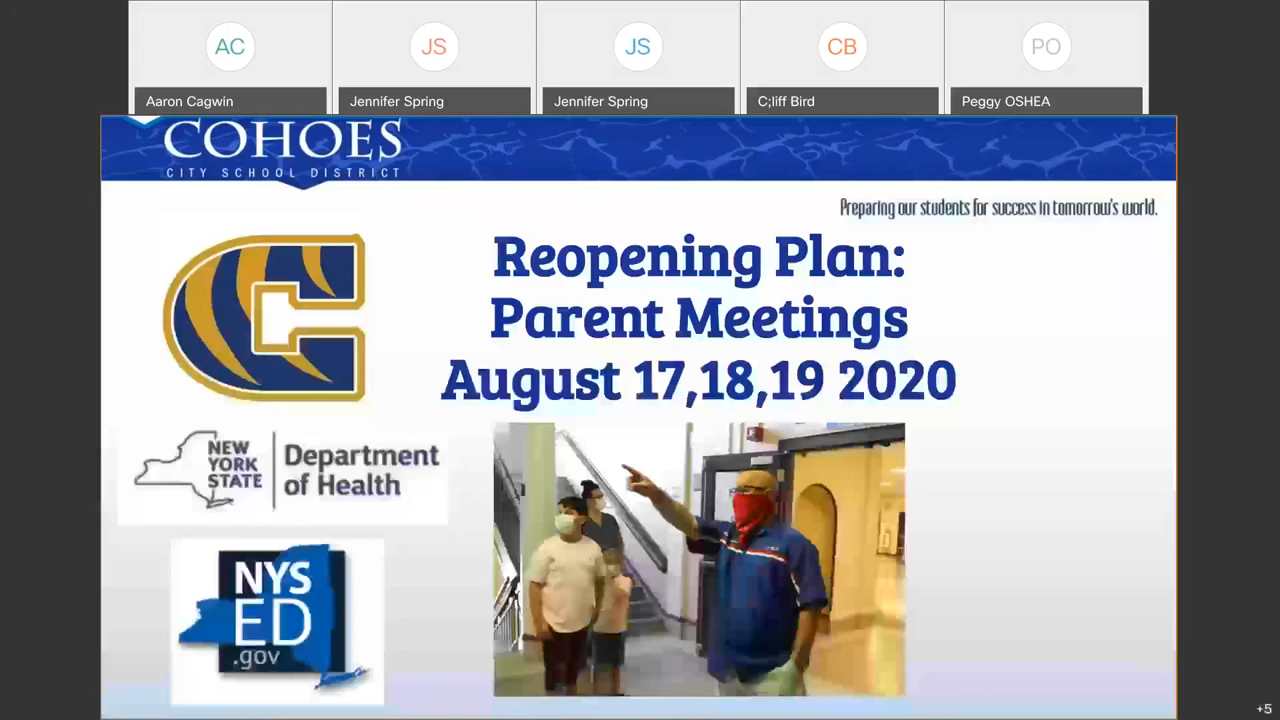 AC
JS
JS
CB
PO
Aaron Cagwin
Jennifer Spring
Jennifer Spring
C;liff Bird
Peggy OSHEA
COHOES
CITY SCHOOL DISTRICT
Preparing our students for success in tomorrow's world.
C
Reopening Plan:
Parent Meetings
August 17,18,19 2020
NEW
YORK
STATE
Department
of Health
NYS
ED
.gov
+5